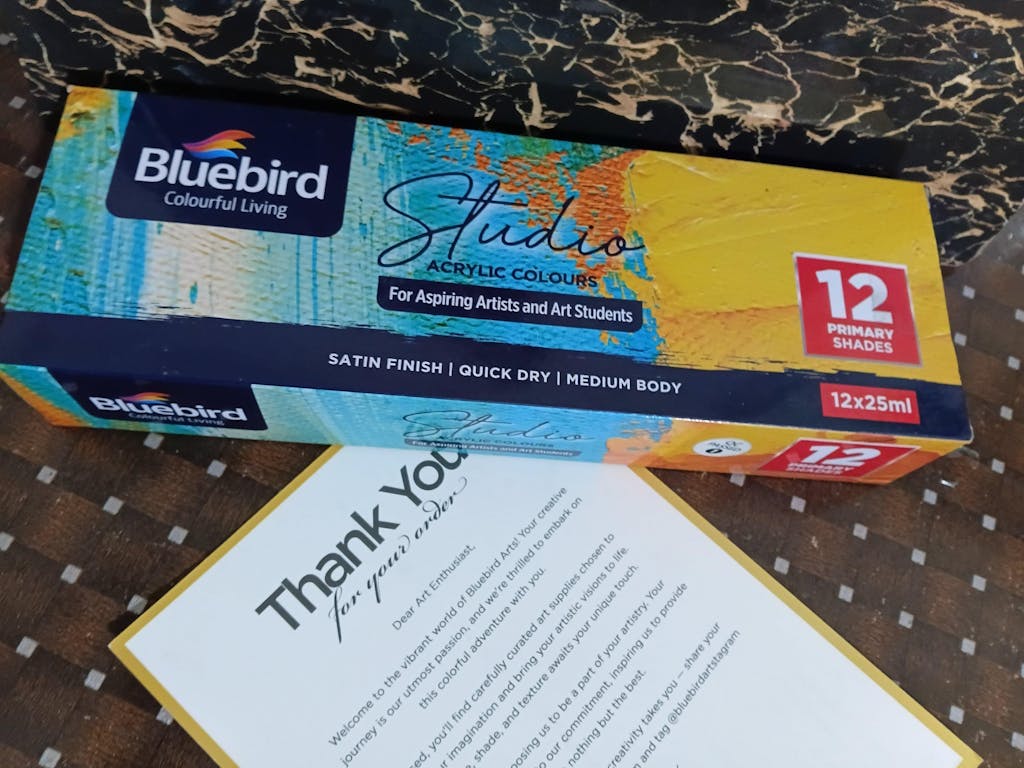 Bluebird
Colourful Living
Studio
ACRYLIC COLOURS
For Aspiring Artists and Art Students
12
PRIMARY
SHADES
SATIN FINISH | QUICK DRY | MEDIUM BODY
12x25ml
Bluebird
Colourful Living
Studio
ACRYLIC COLOURS
For Aspiring Artists and Art Students
12
PRIMARY
SHADES
Thank You
for your order
Dear Art Enthusiast,
Welcome to the vibrant world of Bluebird Arts! Your creative
journey is our utmost passion, and we're thrilled to embark on
this colorful adventure with you.
you'll find carefully curated art supplies chosen to
imagination and bring your artistic visions to life.
shade, and texture awaits your unique touch.
us to be a part of your artistry. Your
our commitment, inspiring us to provide
nothing but the best.
creativity takes you — share your
and tag @bluebirdartstagram